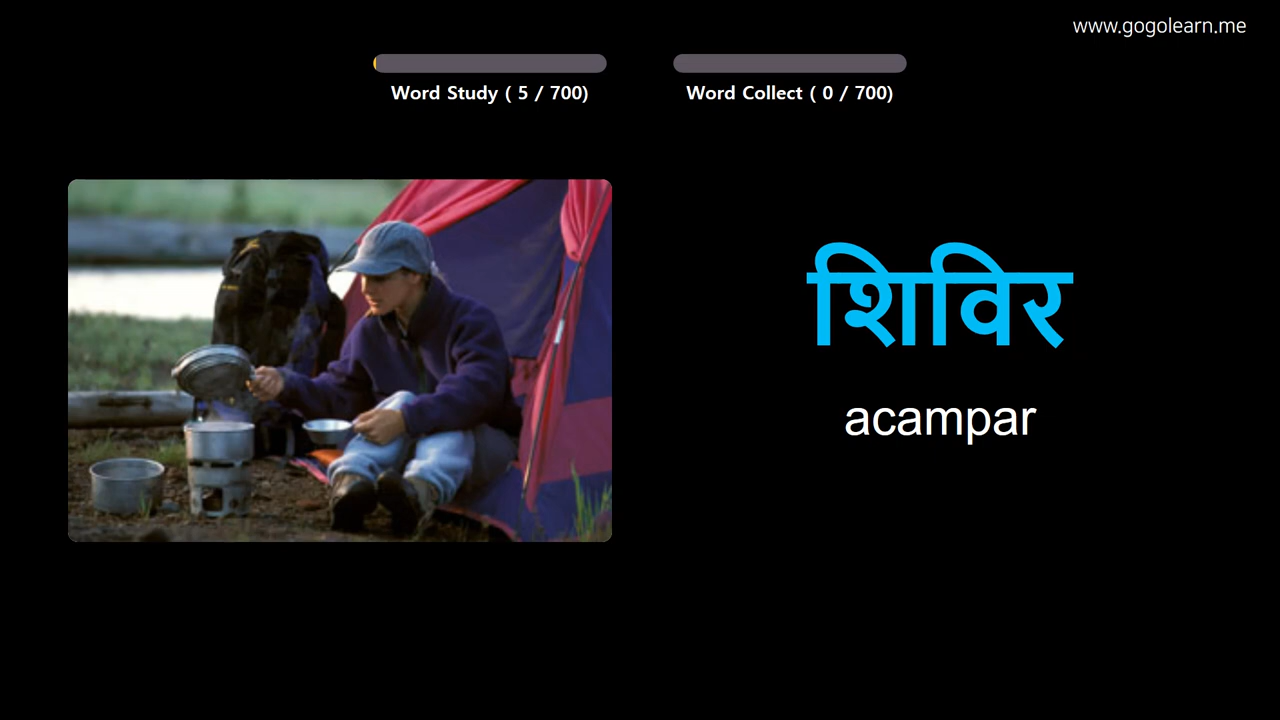 www.gogolearn.me
Word Study ( 5 / 700)
Word Collect ( 0 / 700)
शिविर
acampar